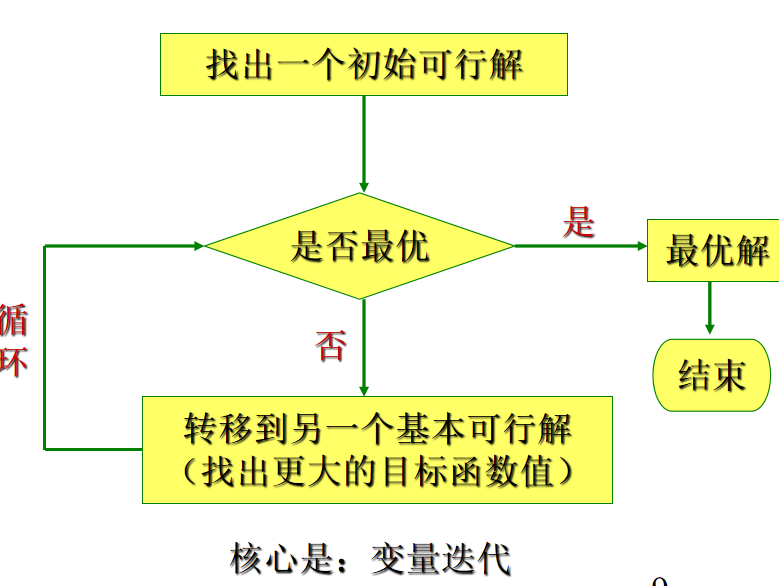 找出一个初始可行解
是否最优
是
最优解
循
环
否
结束
转移到另一个基本可行解
（找出更大的目标函数值）
核心是：变量迭代